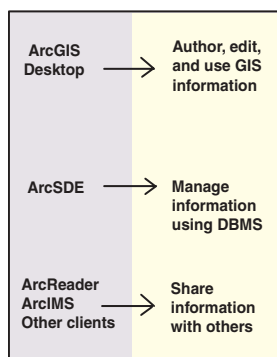 ArcGIS
Desktop
Author, edit,
and use GIS
information
ArcSDE
Manage
information
using DBMS
ArcReader
ArcIMS
Other clients
Share
information
with others